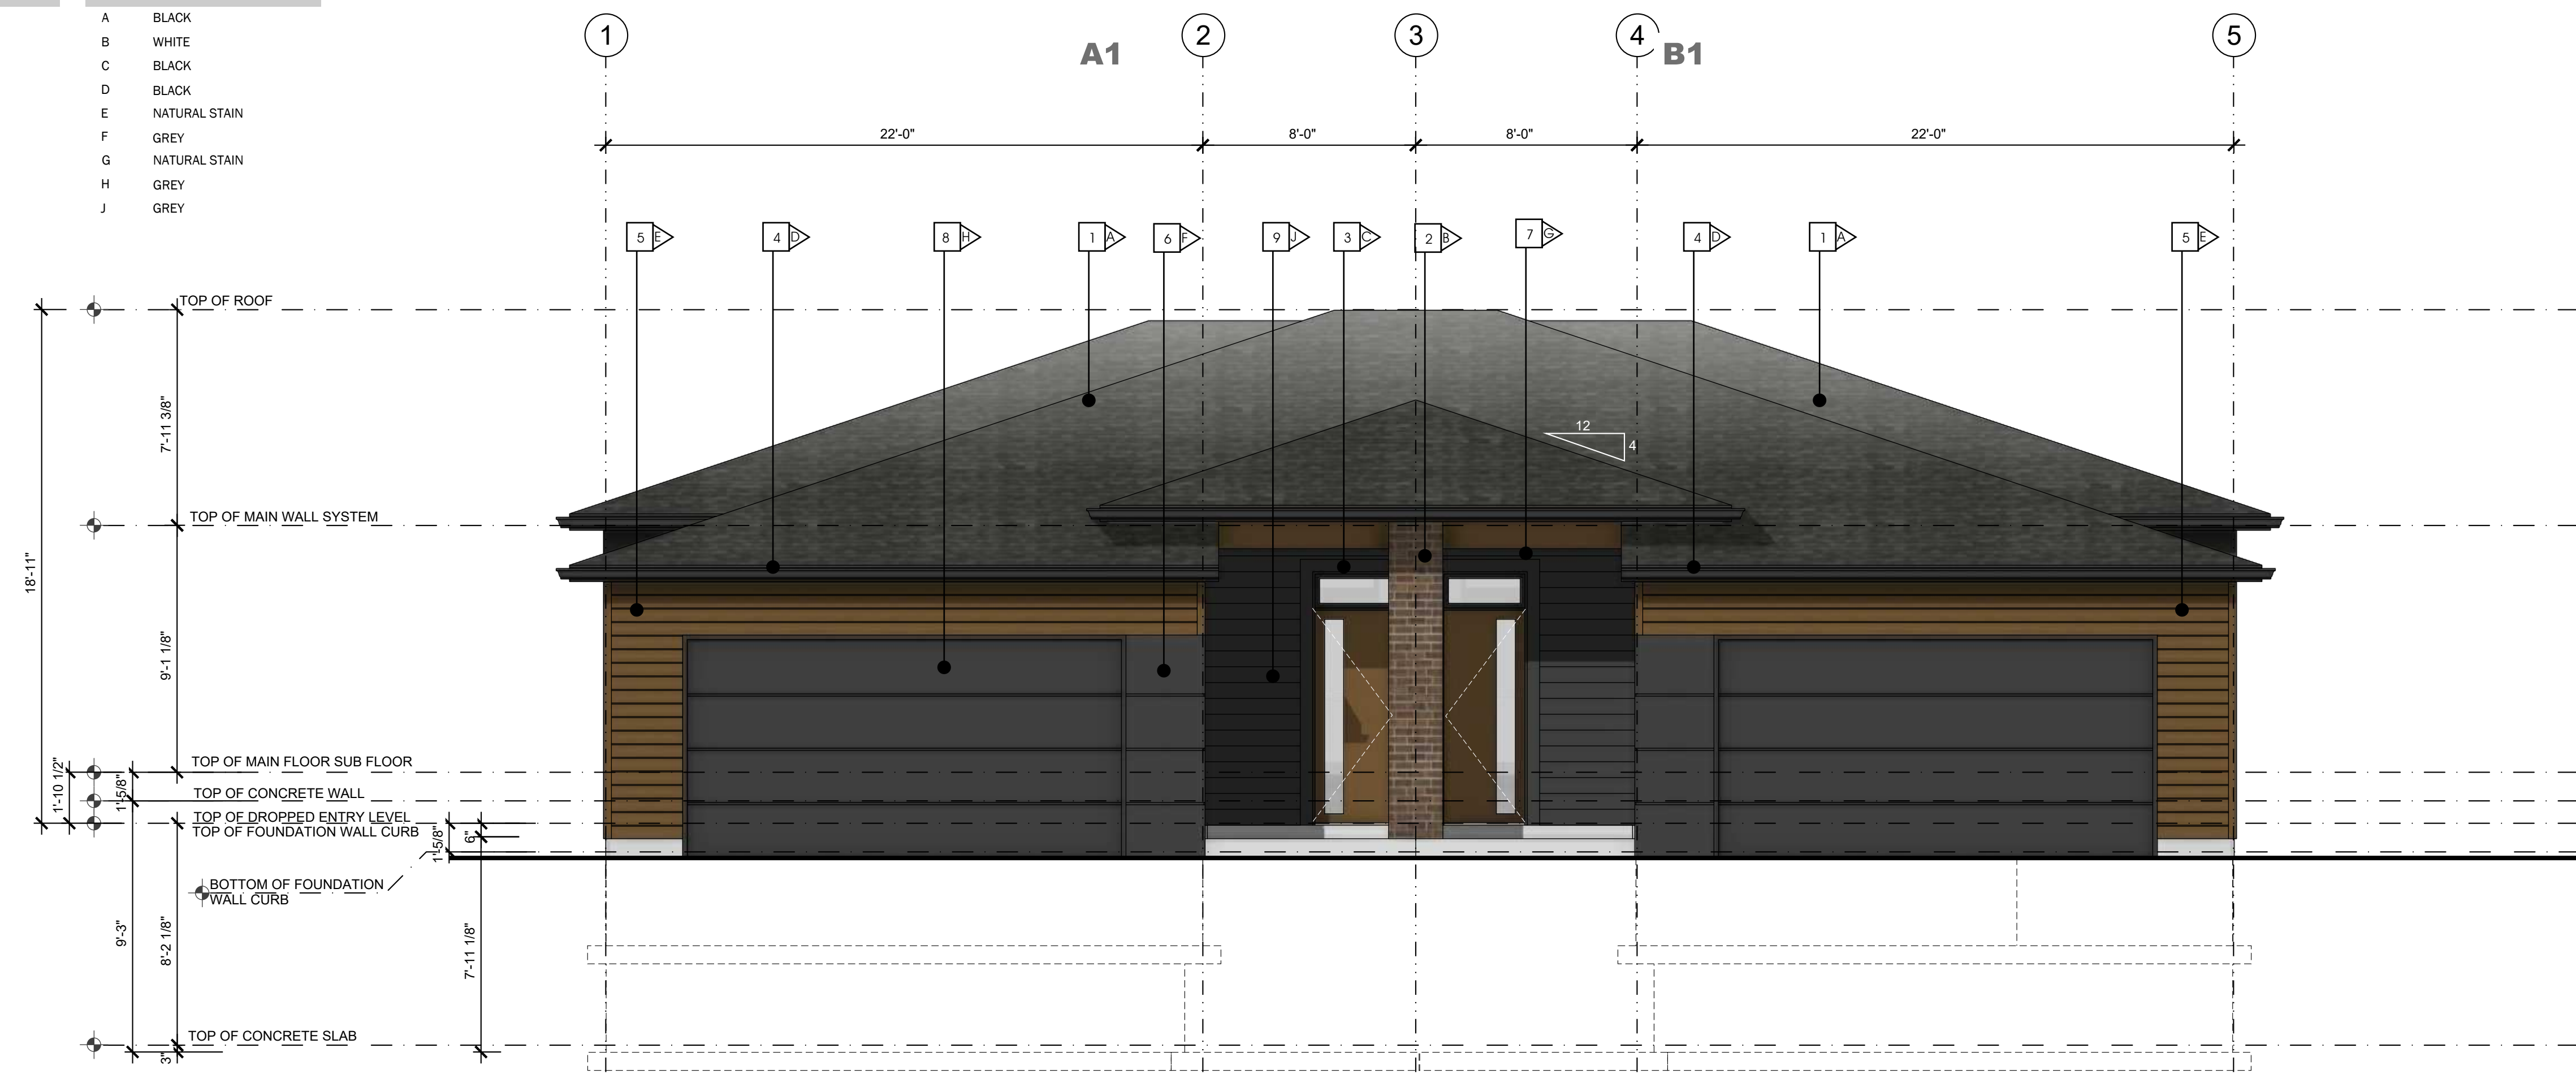 A BLACK
B WHITE
C BLACK
D BLACK
E NATURAL STAIN
F GREY
G NATURAL STAIN
H GREY
J GREY
1 2 3 4 5
A1 B1
22'-0" 8'-0" 8'-0" 22'-0"
5 E 4 D 8 H 1 A 6 F 9 J 3 C 2 B 7 G 4 D 1 A 5 E
TOP OF ROOF
7'-11 3/8"
12
4
TOP OF MAIN WALL SYSTEM
18'-11"
9'-1 1/8"
TOP OF MAIN FLOOR SUB FLOOR
1'-10 1/2"
1'-5/8"
TOP OF CONCRETE WALL
TOP OF DROPPED ENTRY LEVEL
TOP OF FOUNDATION WALL CURB
1'-5/8"
6"
BOTTOM OF FOUNDATION
WALL CURB
9'-3"
8'-2 1/8"
7'-11 1/8"
TOP OF CONCRETE SLAB
3"